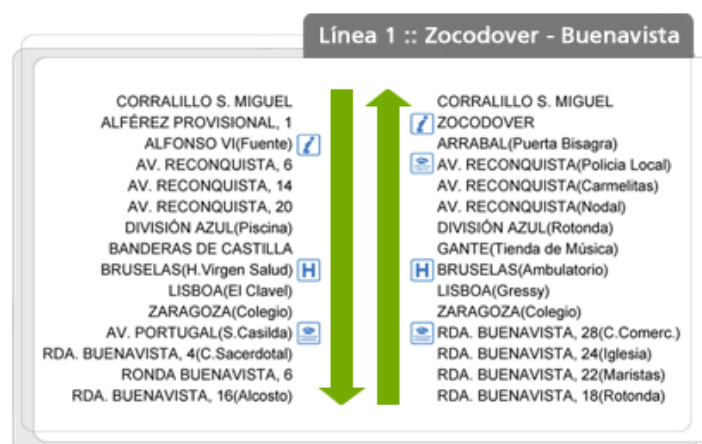 Línea 1 :: Zocodover - Buenavista
CORRALILLO S. MIGUEL
ALFÉREZ PROVISIONAL, 1
ALFONSO VI(Fuente)
AV. RECONQUISTA, 6
AV. RECONQUISTA, 14
AV. RECONQUISTA, 20
DIVISIÓN AZUL(Piscina)
BANDERAS DE CASTILLA
BRUSELAS(H.Virgen Salud) H
LISBOA(El Clavel)
ZARAGOZA(Colegio)
AV. PORTUGAL(S.Casilda)
RDA. BUENAVISTA, 4(C.Sacerdotal)
RONDA BUENAVISTA, 6
RDA. BUENAVISTA, 16(Alcosto)
CORRALILLO S. MIGUEL
i ZOCODOVER
ARRABAL(Puerta Bisagra)
AV. RECONQUISTA(Policia Local)
AV. RECONQUISTA(Carmelitas)
AV. RECONQUISTA(Nodal)
DIVISIÓN AZUL(Rotonda)
GANTE(Tienda de Música)
H BRUSELAS(Ambulatorio)
LISBOA(Gressy)
ZARAGOZA(Colegio)
RDA. BUENAVISTA, 28(C.Comerc.)
RDA. BUENAVISTA, 24(Iglesia)
RDA. BUENAVISTA, 22(Maristas)
RDA. BUENAVISTA, 18(Rotonda)